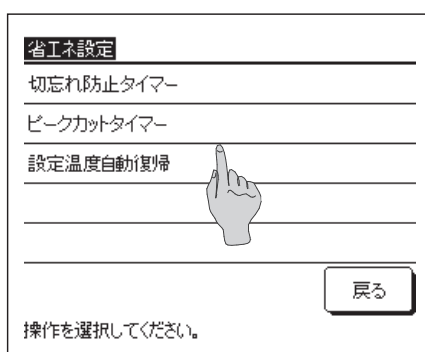 省エネ設定
切忘れ防止タイマー
ピークカットタイマー
設定温度自動復帰
戻る
操作を選択してください。